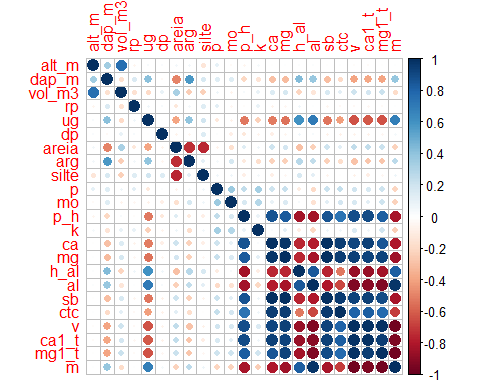 alt_m dap_m vol_m3 rp ug dp areia arg silte p mo p_h k ca mg h_al al sb ctc v ca1_t mg1_t m
alt_m
dap_m
vol_m3
rp
ug
dp
areia
arg
silte
p
mo
p_h
k
ca
mg
h_al
al
sb
ctc
v
ca1_t
mg1_t
m
1
0.8
0.6
0.4
0.2
0
-0.2
-0.4
-0.6
-0.8
-1